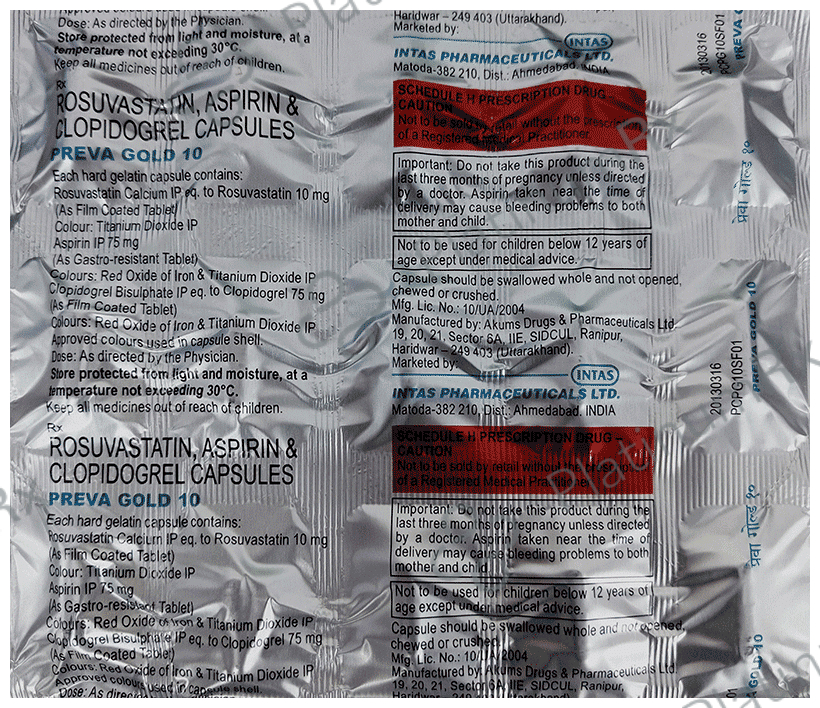 Approved colours used in capsule shell.
Dose: As directed by the Physician.
Store protected from light and moisture, at a
temperature not exceeding 30°C.
Keep all medicines out of reach of children.
Rx
ROSUVASTATIN, ASPIRIN &
CLOPIDOGREL CAPSULES
PREVA GOLD 10
Each hard gelatin capsule contains:
Rosuvastatin Calcium IP eq. to Rosuvastatin 10 mg
(As Film Coated Tablet)
Colour: Titanium Dioxide IP
Aspirin IP 75 mg
(As Gastro-resistant Tablet)
Colours: Red Oxide of Iron & Titanium Dioxide IP
Clopidogrel Bisulphate IP eq. to Clopidogrel 75 mg
(As Film Coated Tablet)
Colours: Red Oxide of Iron & Titanium Dioxide IP
Approved colours used in capsule shell.
Dose: As directed by the Physician.
Store protected from light and moisture, at a
temperature not exceeding 30°C.
Keep all medicines out of reach of children.
Rx
ROSUVASTATIN, ASPIRIN &
CLOPIDOGREL CAPSULES
PREVA GOLD 10
Each hard gelatin capsule contains:
Rosuvastatin Calcium IP eq. to Rosuvastatin 10 mg
(As Film Coated Tablet)
Colour: Titanium Dioxide IP
Aspirin IP 75 mg
(As Gastro-resistant Tablet)
Colours: Red Oxide of Iron & Titanium Dioxide IP
Clopidogrel Bisulphate IP eq. to Clopidogrel 75 mg
(As Film Coated Tablet)
Colours: Red Oxide of Iron & Titanium Dioxide IP
Approved colours used in capsule shell.
Dose: As
Haridwar - 249 403 (Uttarakhand).
Marketed by:
INTAS
INTAS PHARMACEUTICALS LTD.
Matoda-382 210, Dist.: Ahmedabad. INDIA
SCHEDULE H PRESCRIPTION DRUG
CAUTION
Not to be sold by retail without the prescription
of a Registered Medical Practitioner
Important: Do not take this product during the
last three months of pregnancy unless directed
by a doctor. Aspirin taken near the time of
delivery may cause bleeding problems to both
mother and child.
Not to be used for children below 12 years of
age except under medical advice.
Capsule should be swallowed whole and not opened,
chewed or crushed.
Mfg. Lic. No.: 10/UA/2004
Manufactured by: Akums Drugs & Pharmaceuticals Ltd.
19, 20, 21, Sector 6A, IIE, SIDCUL, Ranipur,
Haridwar - 249 403 (Uttarakhand).
Marketed by:
INTAS
INTAS PHARMACEUTICALS LTD.
Matoda-382 210, Dist.: Ahmedabad. INDIA
SCHEDULE H PRESCRIPTION DRUG -
CAUTION
Not to be sold by retail without the prescription
of a Registered Medical Practitioner
Important: Do not take this product during the
last three months of pregnancy unless directed
by a doctor. Aspirin taken near the time of
delivery may cause bleeding problems to both
mother and child.
Not to be used for children below 12 years of
age except under medical advice.
Capsule should be swallowed whole and not opened,
chewed or crushed.
Mfg. Lic. No.: 10/UA/2004
Manufactured by: Akums Drugs & Pharmaceuticals Ltd.
19, 20, 21, Sector 6A, IIE, SIDCUL, Ranipur,
Haridwar - 249 403 (Uttarakhand).
20130316
PCPG10SF01
PREVA G
प्रेवा गोल्ड १०
20130316
PCPG10SF01
PREVA GOLD 10
प्रेवा गोल्ड १०
01
A GOLD 10